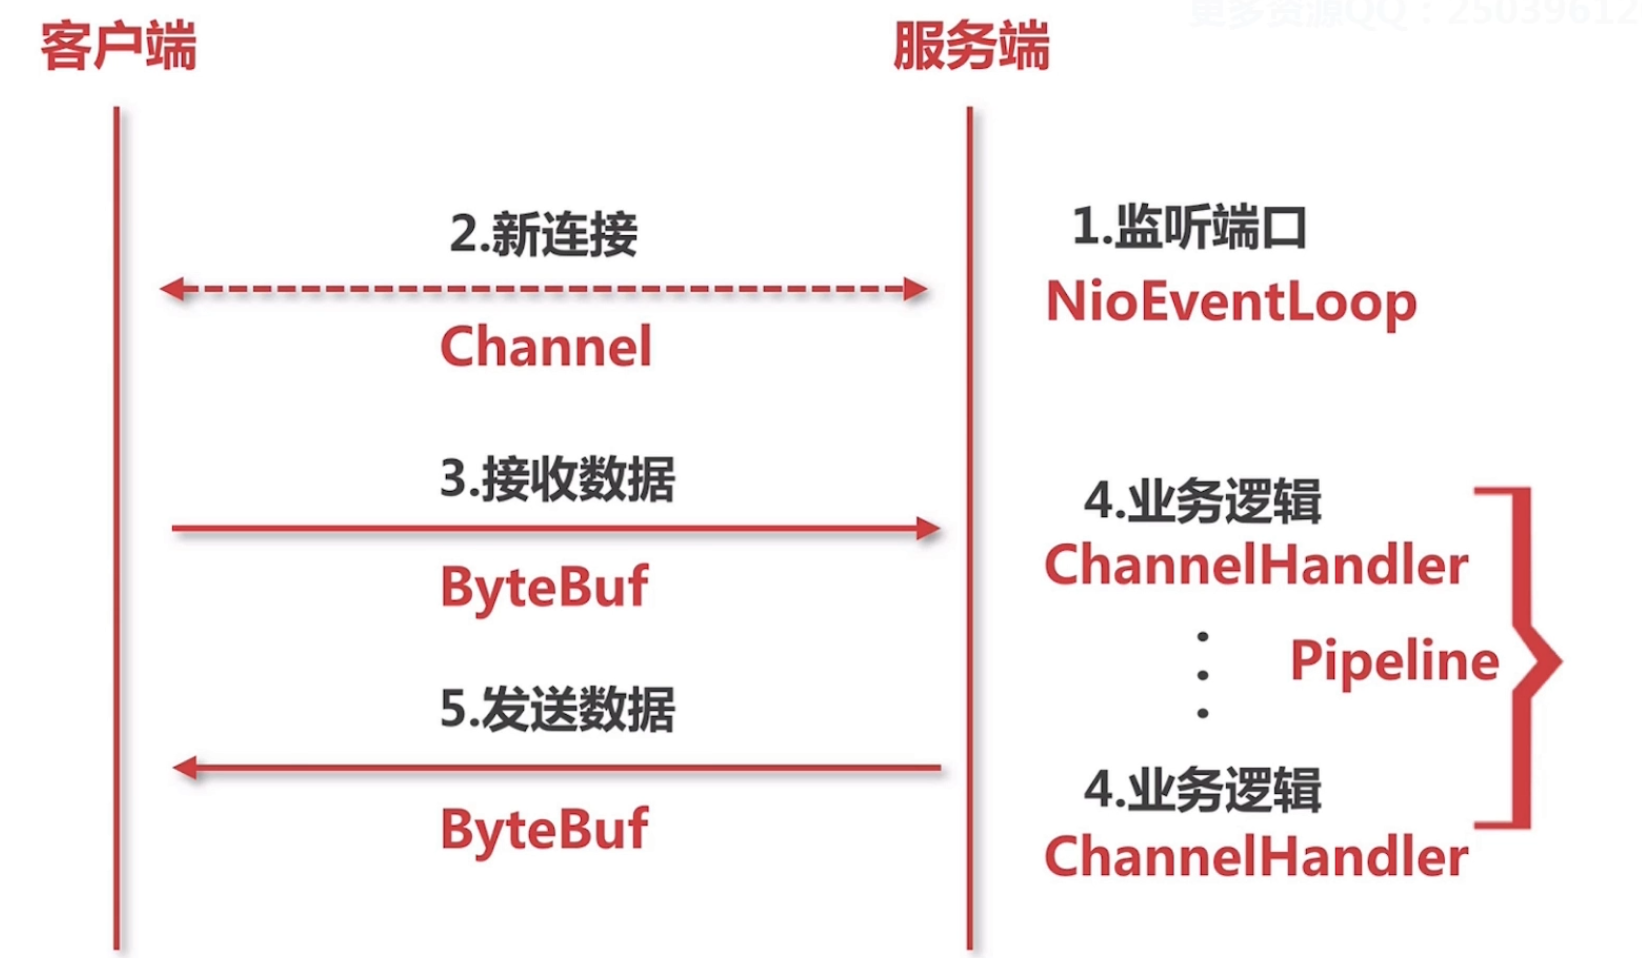 更多资源QQ：25039612
客户端
服务端
2.新连接
Channel
1.监听端口
NioEventLoop
3.接收数据
ByteBuf
4.业务逻辑
ChannelHandler
Pipeline
5.发送数据
ByteBuf
4.业务逻辑
ChannelHandler